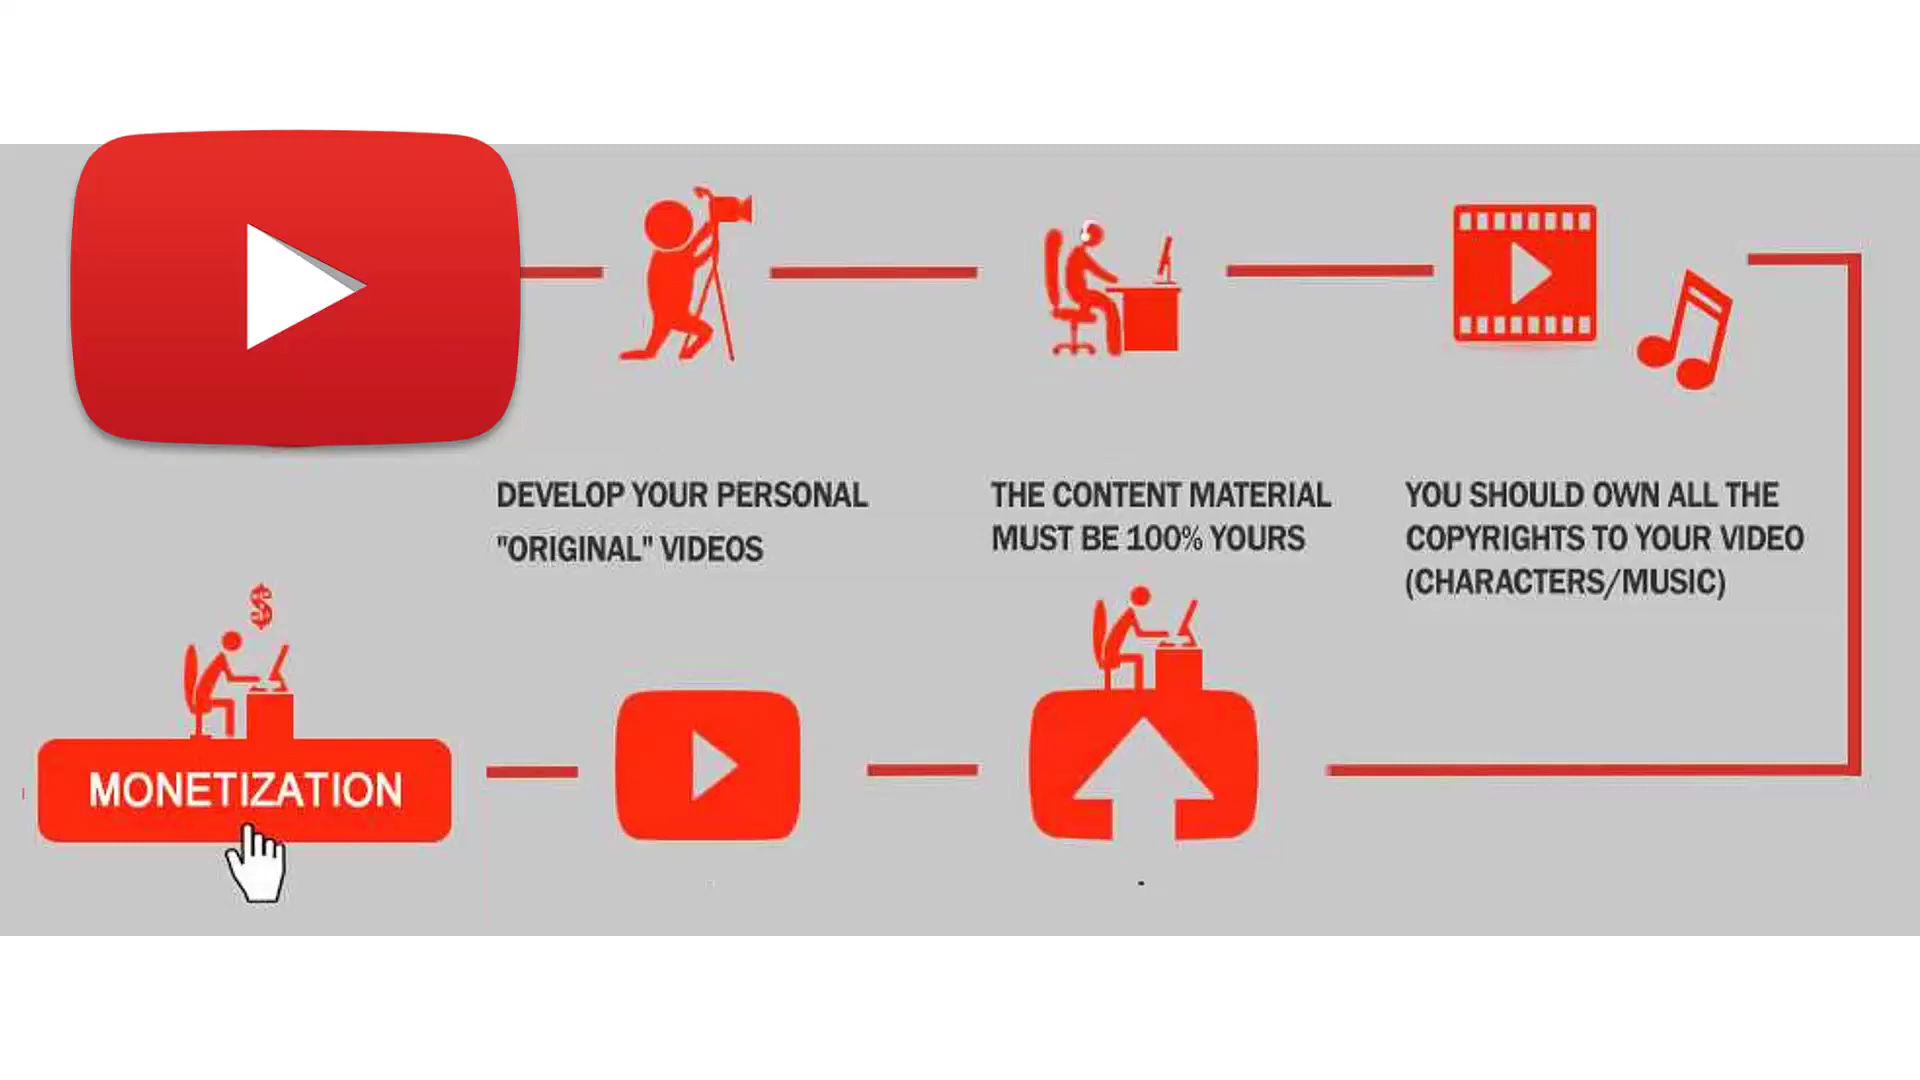 DEVELOP YOUR PERSONAL
"ORIGINAL" VIDEOS
THE CONTENT MATERIAL
MUST BE 100% YOURS
YOU SHOULD OWN ALL THE
COPYRIGHTS TO YOUR VIDEO
(CHARACTERS/MUSIC)
$
MONETIZATION